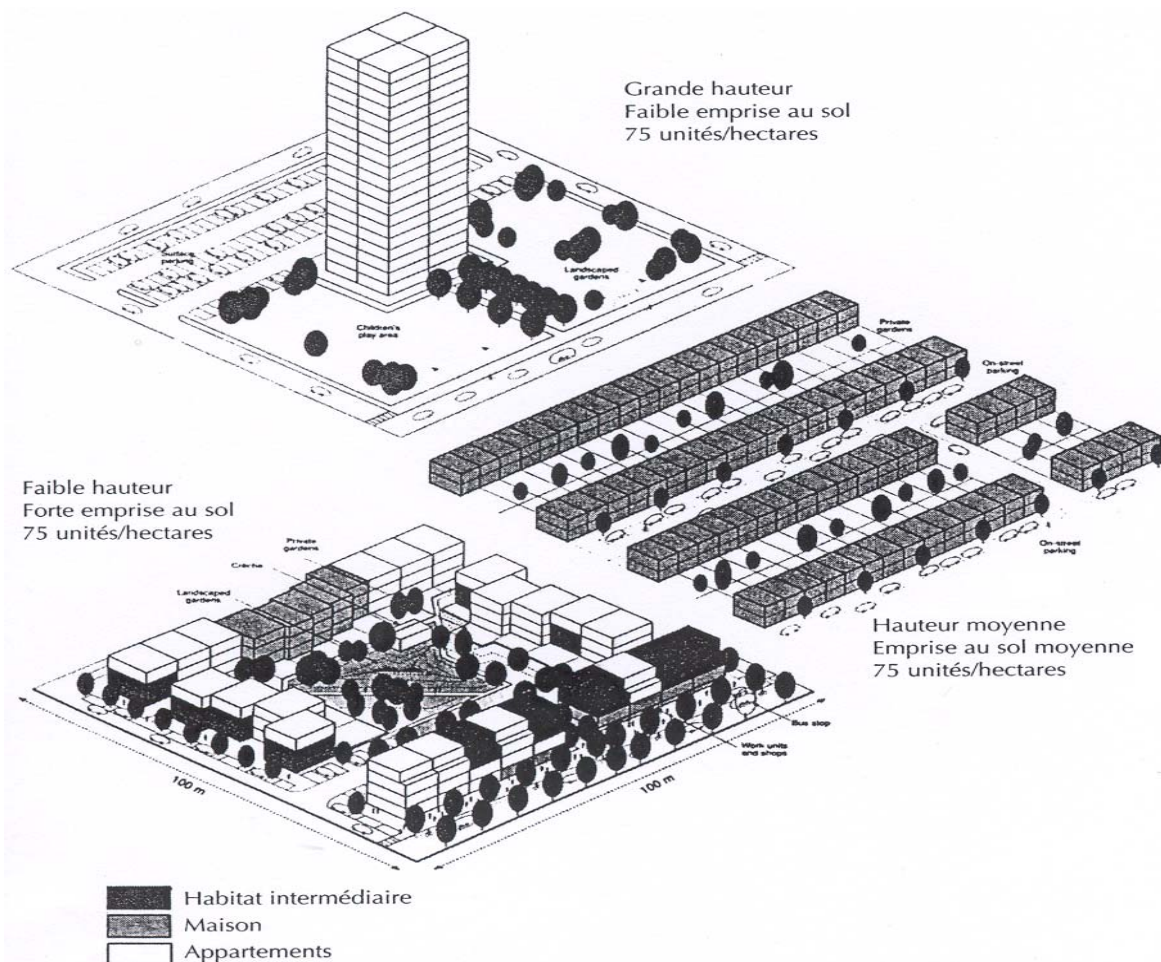 Grande hauteur
Faible emprise au sol
75 unités/hectares
Surface
parking
Landscaped
gardens
Children's
play area
Private
gardens
On-street
parking
Faible hauteur
Forte emprise au sol
75 unités/hectares
Private
gardens
Crèche
Landscaped
gardens
On-street
parking
Hauteur moyenne
Emprise au sol moyenne
75 unités/hectares
Bus stop
Work units
and shops
100 m
100 m
Habitat intermédiaire
Maison
Appartements